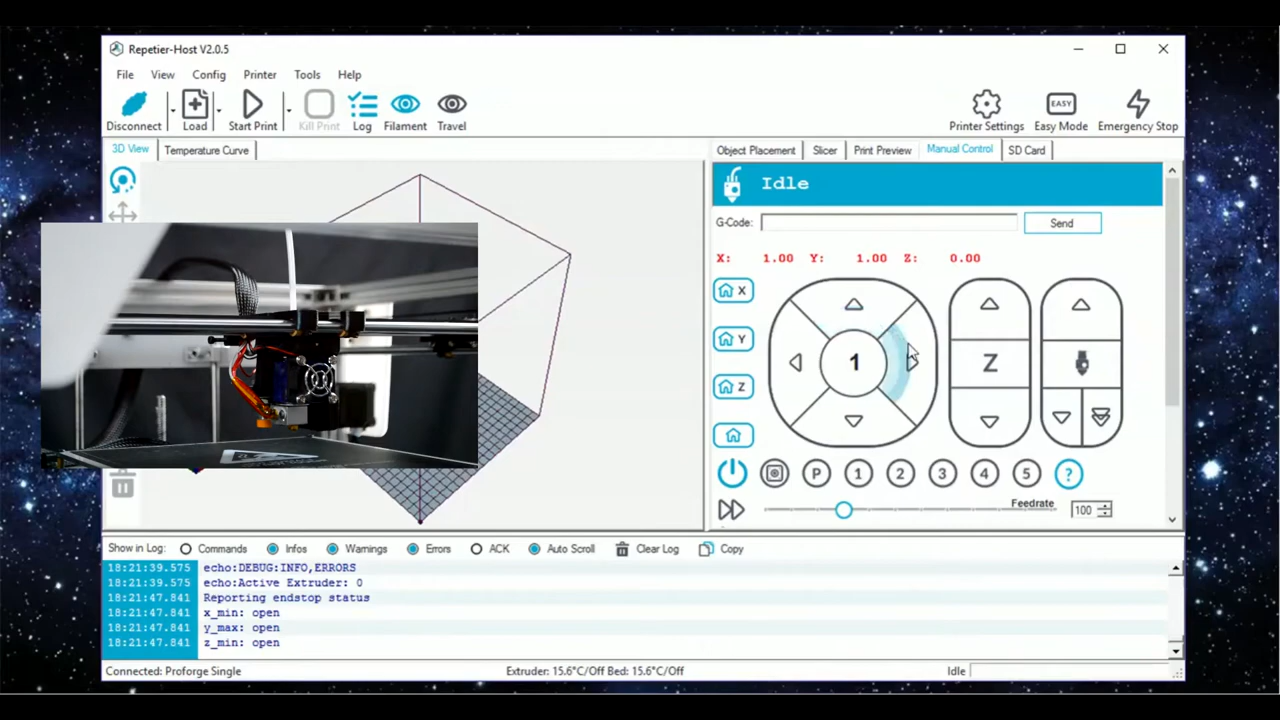 Repetier-Host V2.0.5
File View Config Printer Tools Help
Disconnect Load Start Print Kill Print Log Filament Travel
EASY
Printer Settings Easy Mode Emergency Stop
3D View Temperature Curve
Object Placement Slicer Print Preview Manual Control SD Card
Idle
G-Code: Send
X: 1.00 Y: 1.00 Z: 0.00
X
Y
Z
1
Z
P 1 2 3 4 5 ?
Feedrate 100
Show in Log: Commands Infos Warnings Errors ACK Auto Scroll Clear Log Copy
18:21:39.575 echo:DEBUG:INFO,ERRORS
18:21:39.575 echo:Active Extruder: 0
18:21:47.841 Reporting endstop status
18:21:47.841 x_min: open
18:21:47.841 y_max: open
18:21:47.841 z_min: open
Connected: Proforge Single Extruder: 15.6°C/Off Bed: 15.6°C/Off Idle